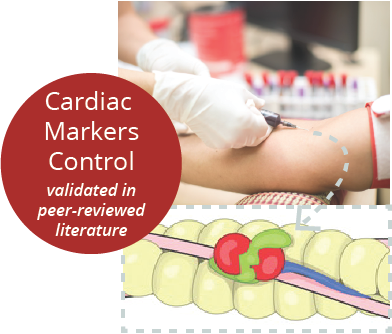 Cardiac
Markers
Control
validated in
peer-reviewed
literature